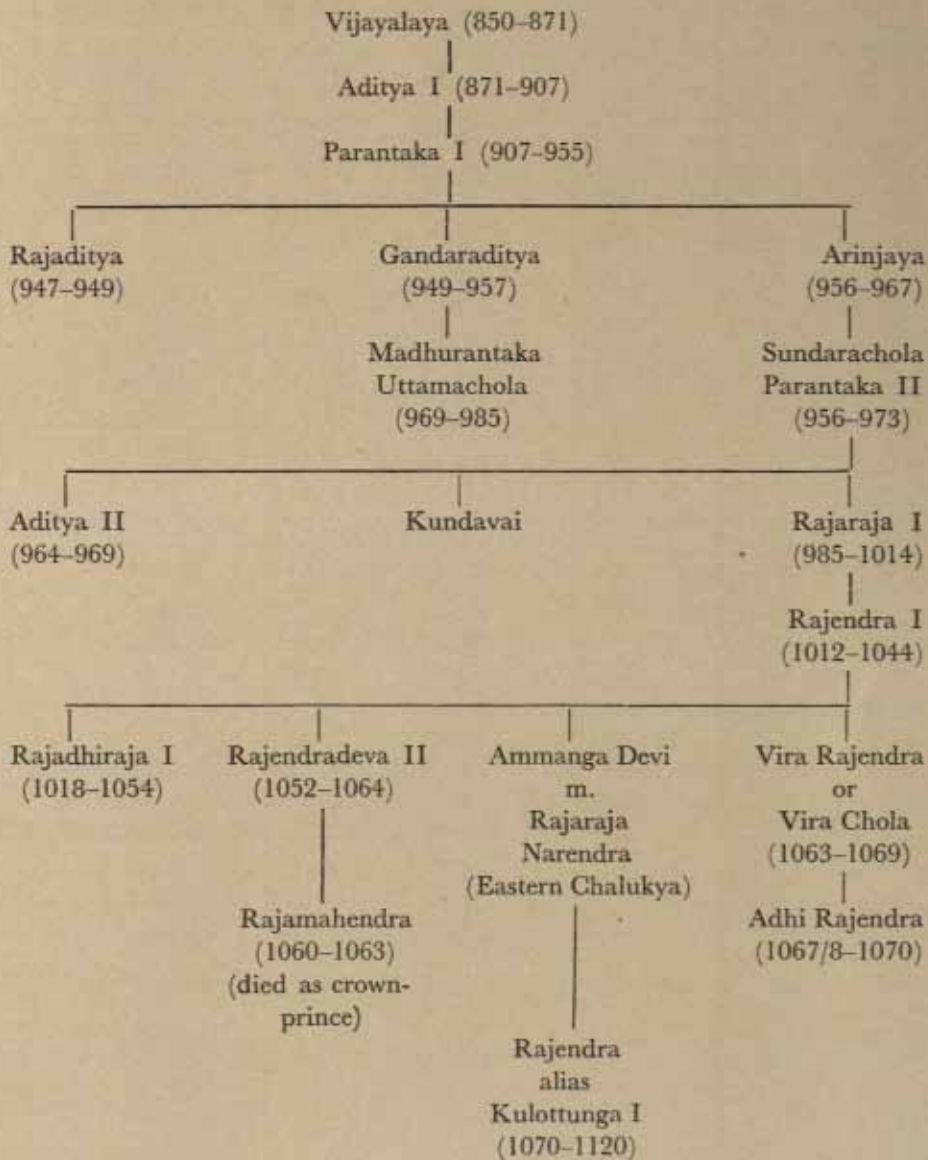 Vijayalaya (850–871)
Aditya I (871–907)
Parantaka I (907–955)
Rajaditya
(947–949)
Gandaraditya
(949–957)
Arinjaya
(956–967)
Madhurantaka
Uttamachola
(969–985)
Sundarachola
Parantaka II
(956–973)
Aditya II
(964–969)
Kundavai
Rajaraja I
(985–1014)
Rajendra I
(1012–1044)
Rajadhiraja I
(1018–1054)
Rajendradeva II
(1052–1064)
Ammanga Devi
m.
Rajaraja
Narendra
(Eastern Chalukya)
Vira Rajendra
or
Vira Chola
(1063–1069)
Rajamahendra
(1060–1063)
(died as crown-
prince)
Adhi Rajendra
(1067/8–1070)
Rajendra
alias
Kulottunga I
(1070–1120)